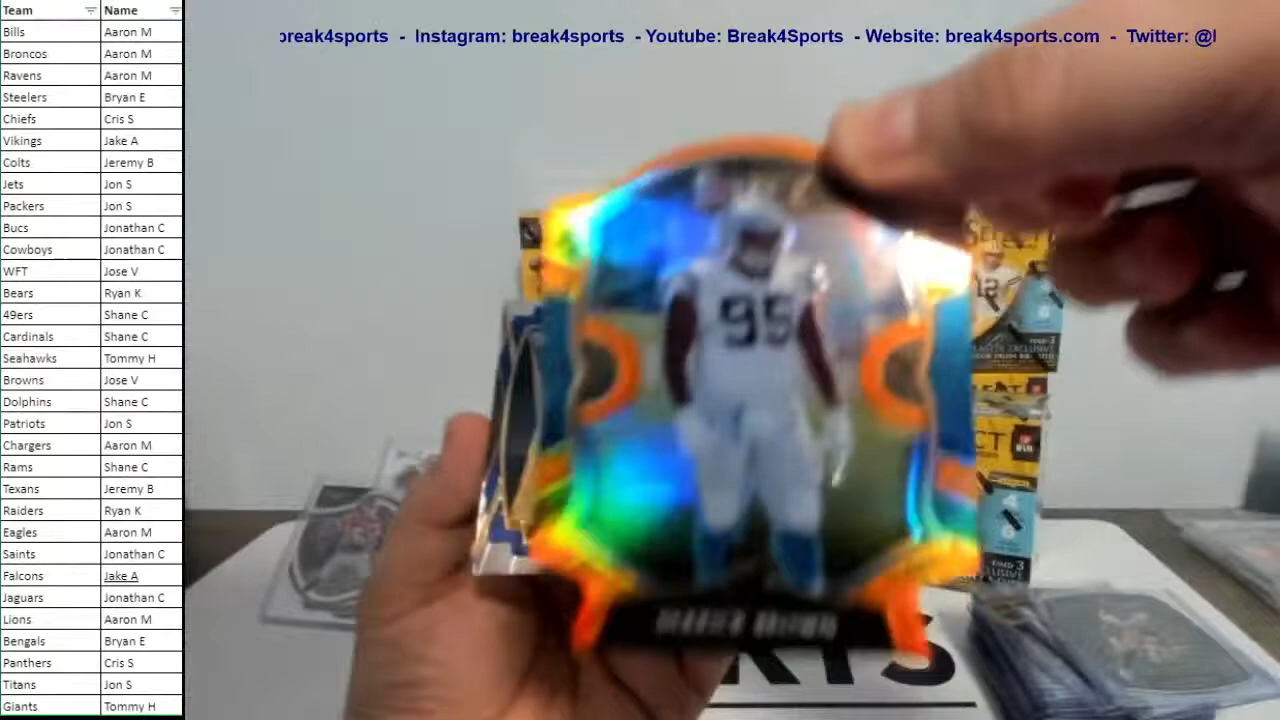 Team Name
Bills Aaron M
Broncos Aaron M
Ravens Aaron M
Steelers Bryan E
Chiefs Cris S
Vikings Jake A
Colts Jeremy B
Jets Jon S
Packers Jon S
Bucs Jonathan C
Cowboys Jonathan C
WFT Jose V
Bears Ryan K
49ers Shane C
Cardinals Shane C
Seahawks Tommy H
Browns Jose V
Dolphins Shane C
Patriots Jon S
Chargers Aaron M
Rams Shane C
Texans Jeremy B
Raiders Ryan K
Eagles Aaron M
Saints Jonathan C
Falcons Jake A
Jaguars Jonathan C
Lions Aaron M
Bengals Bryan E
Panthers Cris S
Titans Jon S
Giants Tommy H
break4sports - Instagram: break4sports - Youtube: Break4Sports - Website: break4sports.com - Twitter: @
95
12